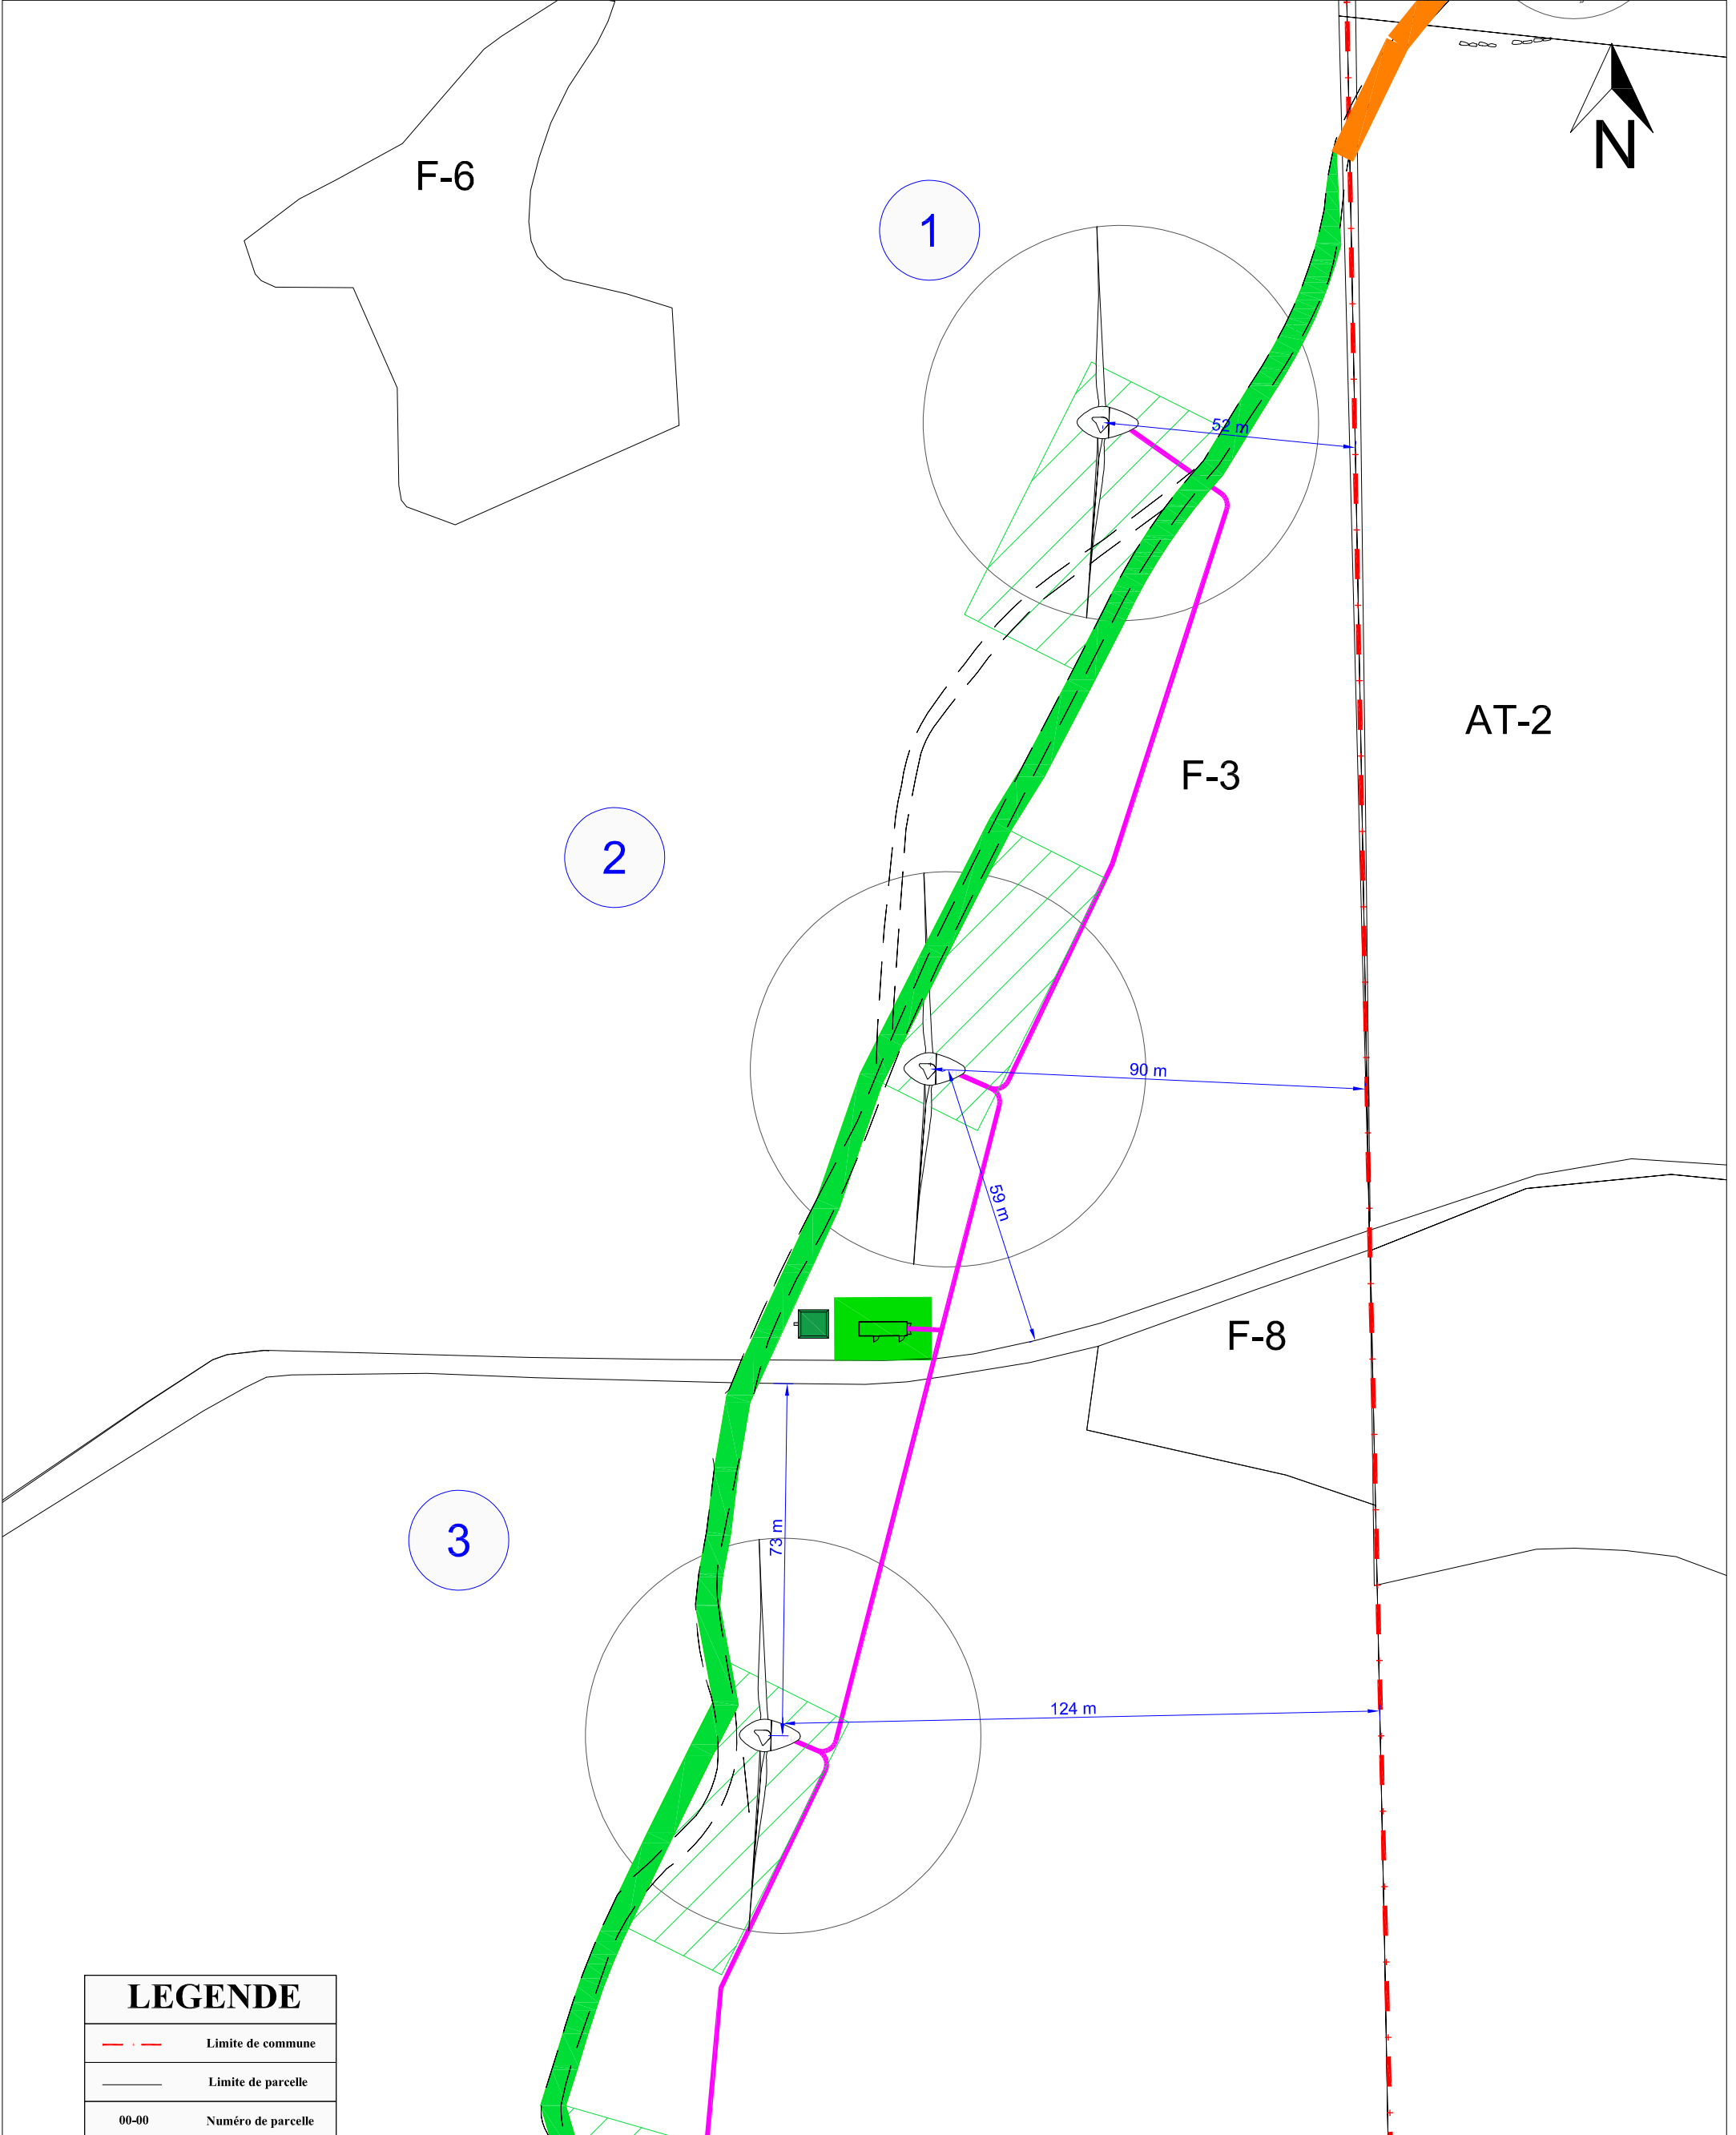 N
F-6
1
52 m
AT-2
F-3
2
90 m
59 m
F-8
3
73 m
124 m
LEGENDE
Limite de commune
Limite de parcelle
00-00 Numéro de parcelle